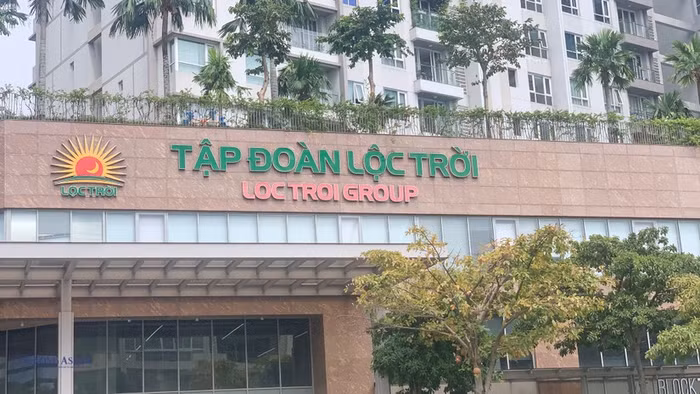 TẬP ĐOÀN LỘC TRỜI
LOC TROI GROUP
LỘC TRỜI
BLOCK